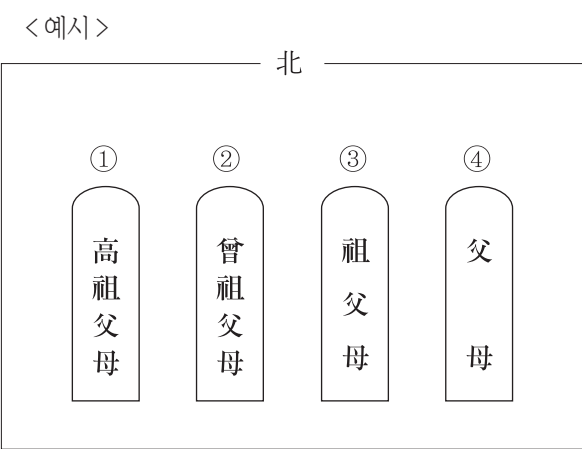 <예시>
北
① ② ③ ④
高祖父母
曾祖父母
祖父母
父母